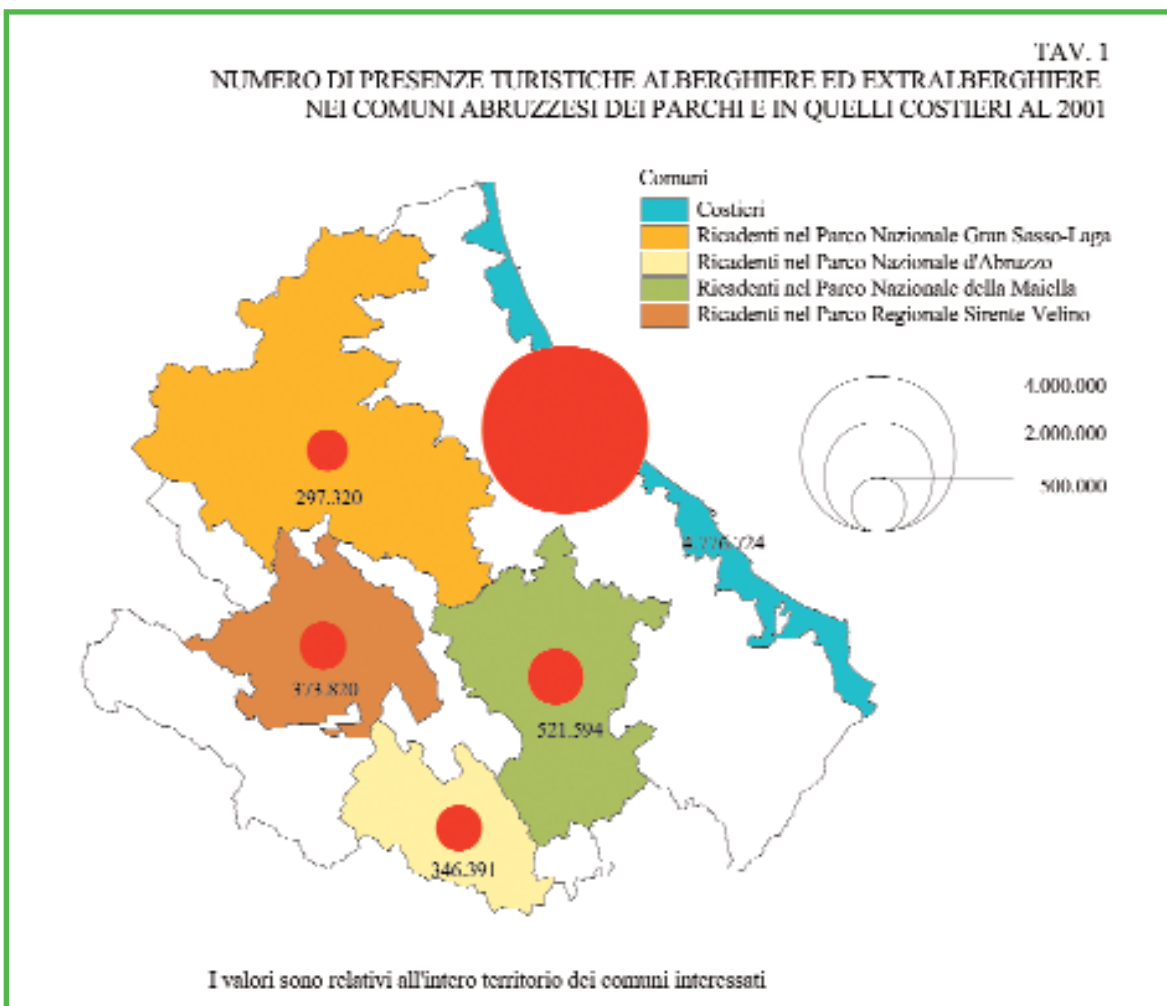 TAV. 1
NUMERO DI PRESENZE TURISTICHE ALBERGHIERE ED EXTRALBERGHIERE
NEI COMUNI ABRUZZESI DEI PARCHI E IN QUELLI COSTIERI AL 2001
Comuni
Costieri
Ricadenti nel Parco Nazionale Gran Sasso-Laga
Ricadenti nel Parco Nazionale d'Abruzzo
Ricadenti nel Parco Nazionale della Maiella
Ricadenti nel Parco Regionale Sirente Velino
4.000.000
2.000.000
500.000
297.320
373.820
521.594
346.391
I valori sono relativi all'intero territorio dei comuni interessati